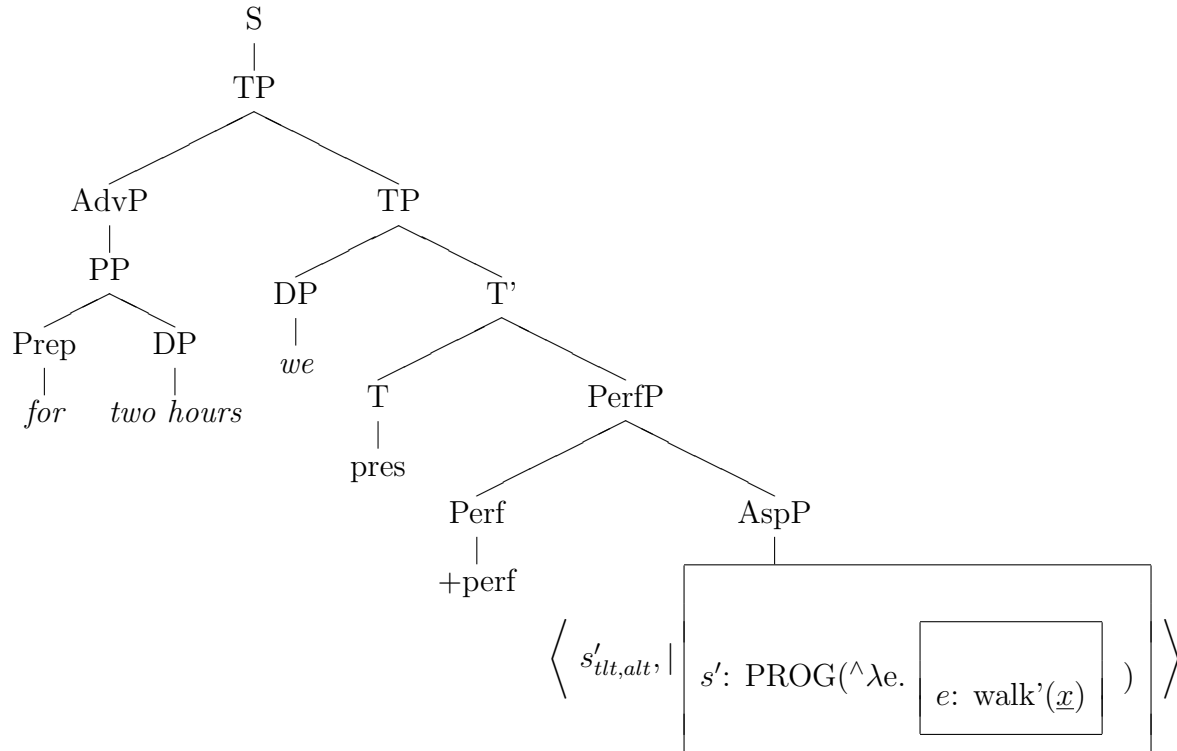 S
TP
AdvP TP
PP DP T’
Prep DP we T PerfP
for two hours pres Perf AspP
+perf
⟨ s′tlt,alt, | s′: PROG(^λe. e: walk’(x) ) ⟩